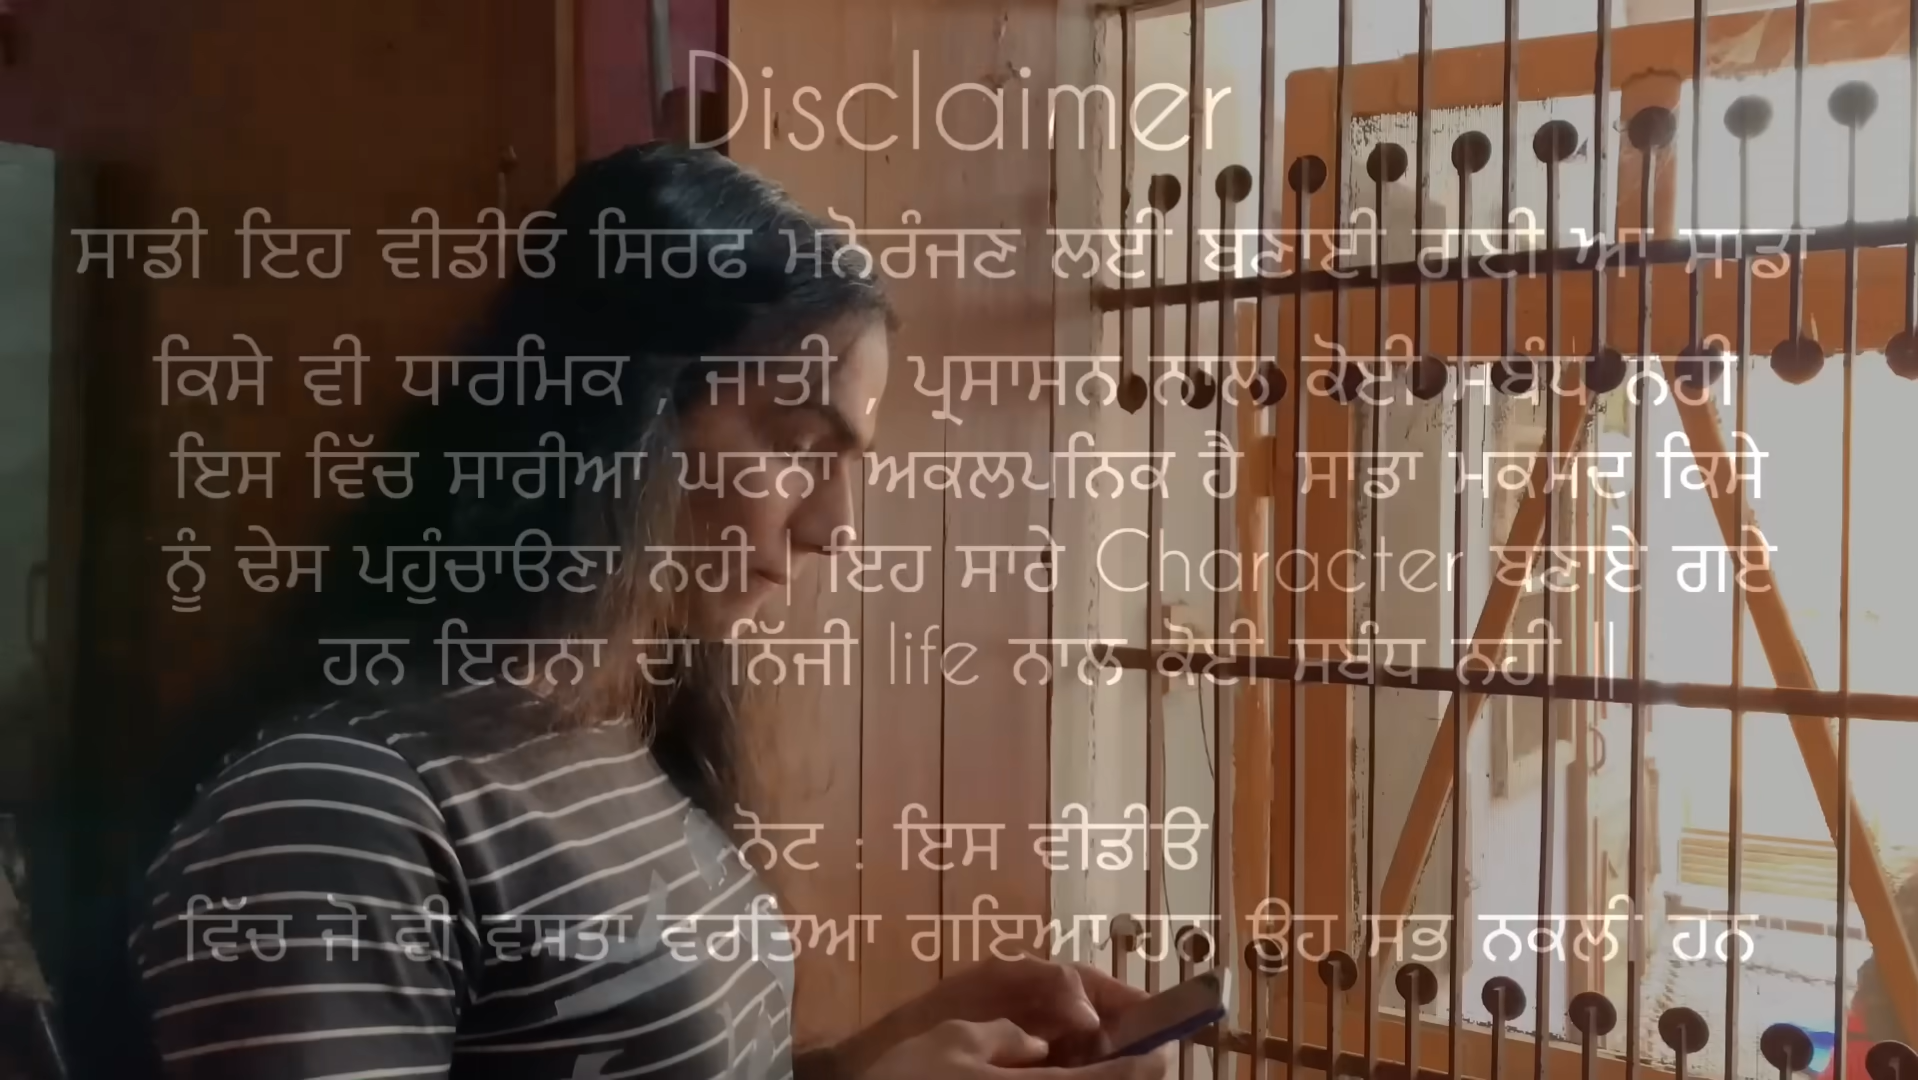 Disclaimer
ਸਾਡੀ ਇਹ ਵੀਡੀਓ ਸਿਰਫ ਮਨੋਰੰਜਣ ਲਈ ਬਣਾਈ ਗਈ ਆ ਸਾਡਾ
ਕਿਸੇ ਵੀ ਧਾਰਮਿਕ , ਜਾਤੀ , ਪ੍ਰਸਾਸਨ ਨਾਲ ਕੋਈ ਸਬੰਧ ਨਹੀ
ਇਸ ਵਿੱਚ ਸਾਰੀਆ ਘਟਨਾ ਅਕਲਪਨਿਕ ਹੈ ਸਾਡਾ ਮਕਸਦ ਕਿਸੇ
ਨੂੰ ਢੇਸ ਪਹੁੰਚਾਓਣਾ ਨਹੀ | ਇਹ ਸਾਰੇ Character ਬਣਾਏ ਗਏ
ਹਨ ਇਹਨਾ ਦਾ ਨਿੱਜੀ life ਨਾਲ ਕੋਈ ਸਬੰਧ ਨਹੀ ||
ਨੋਟ : ਇਸ ਵੀਡੀਓ
ਵਿੱਚ ਜੋ ਵੀ ਵਸਤਾ ਵਰਤਿਆ ਗਇਆ ਹਨ ਉਹ ਸਭ ਨਕਲੀ ਹਨ